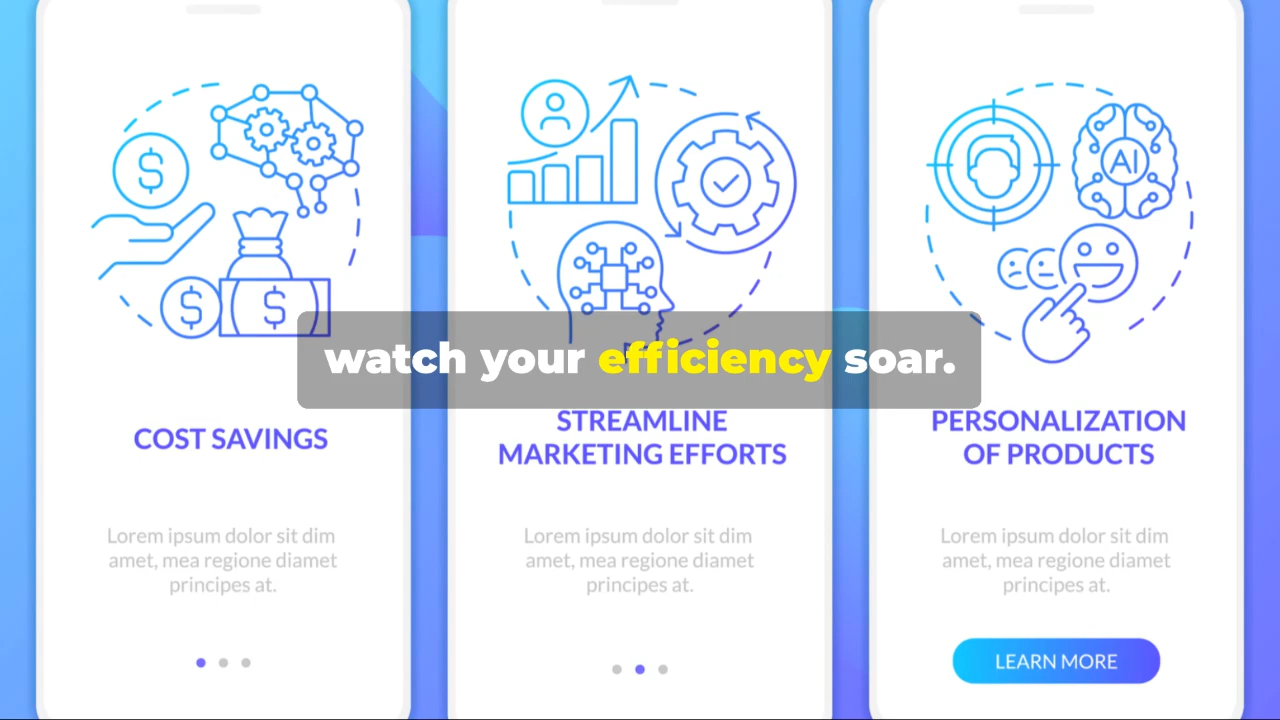 $
$
$
AI
watch your efficiency soar.
COST SAVINGS
Lorem ipsum dolor sit dim
amet, mea regione diamet
principes at.
STREAMLINE
MARKETING EFFORTS
Lorem ipsum dolor sit dim
amet, mea regione diamet
principes at.
PERSONALIZATION
OF PRODUCTS
Lorem ipsum dolor sit dim
amet, mea regione diamet
principes at.
LEARN MORE